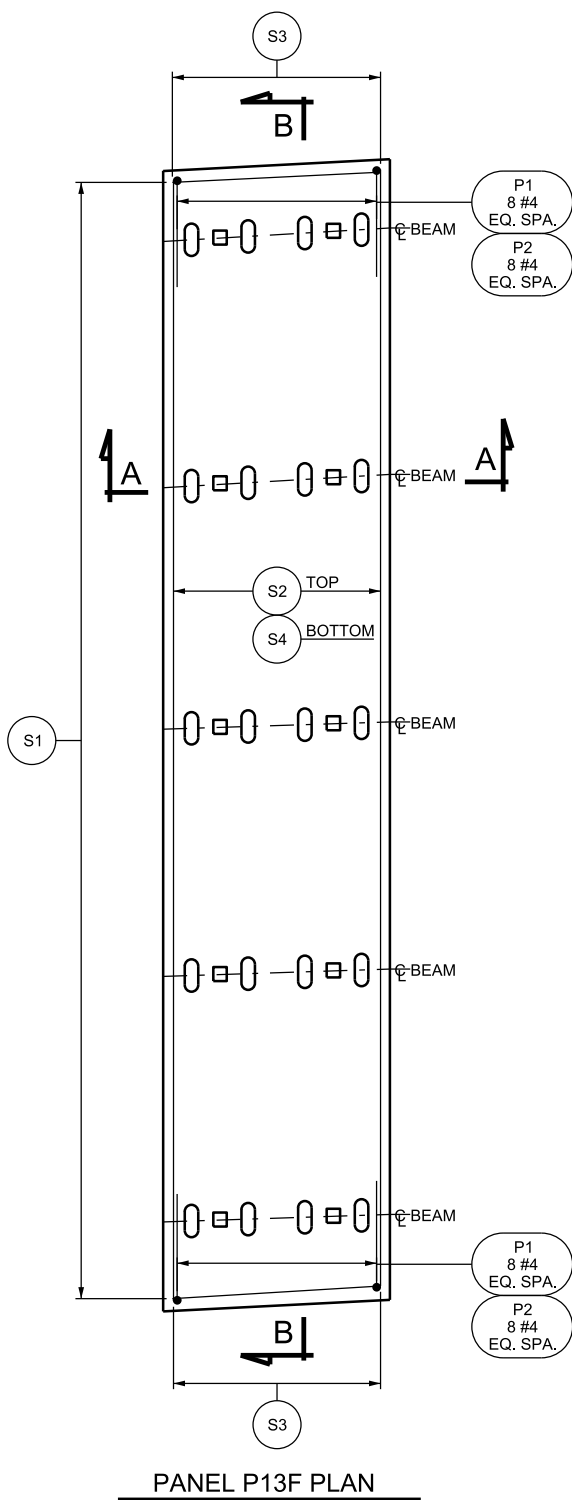 S3
B
P1
8 #4
EQ. SPA.
P2
8 #4
EQ. SPA.
℄ BEAM
A
A
℄ BEAM
S2 TOP
S4 BOTTOM
S1
℄ BEAM
℄ BEAM
℄ BEAM
P1
8 #4
EQ. SPA.
P2
8 #4
EQ. SPA.
B
S3
PANEL P13F PLAN